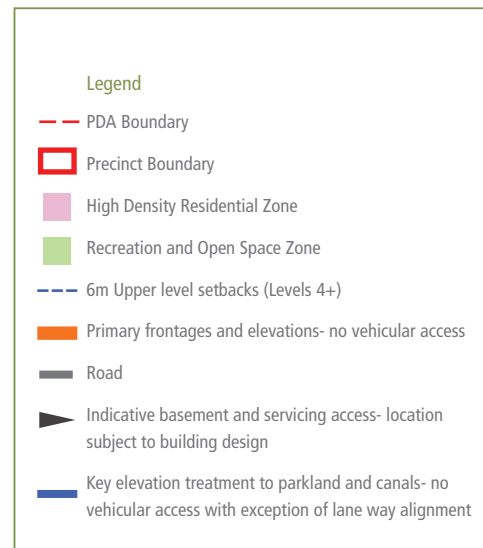 Legend
PDA Boundary
Precinct Boundary
High Density Residential Zone
Recreation and Open Space Zone
6m Upper level setbacks (Levels 4+)
Primary frontages and elevations- no vehicular access
Road
Indicative basement and servicing access- location
subject to building design
Key elevation treatment to parkland and canals- no
vehicular access with exception of lane way alignment